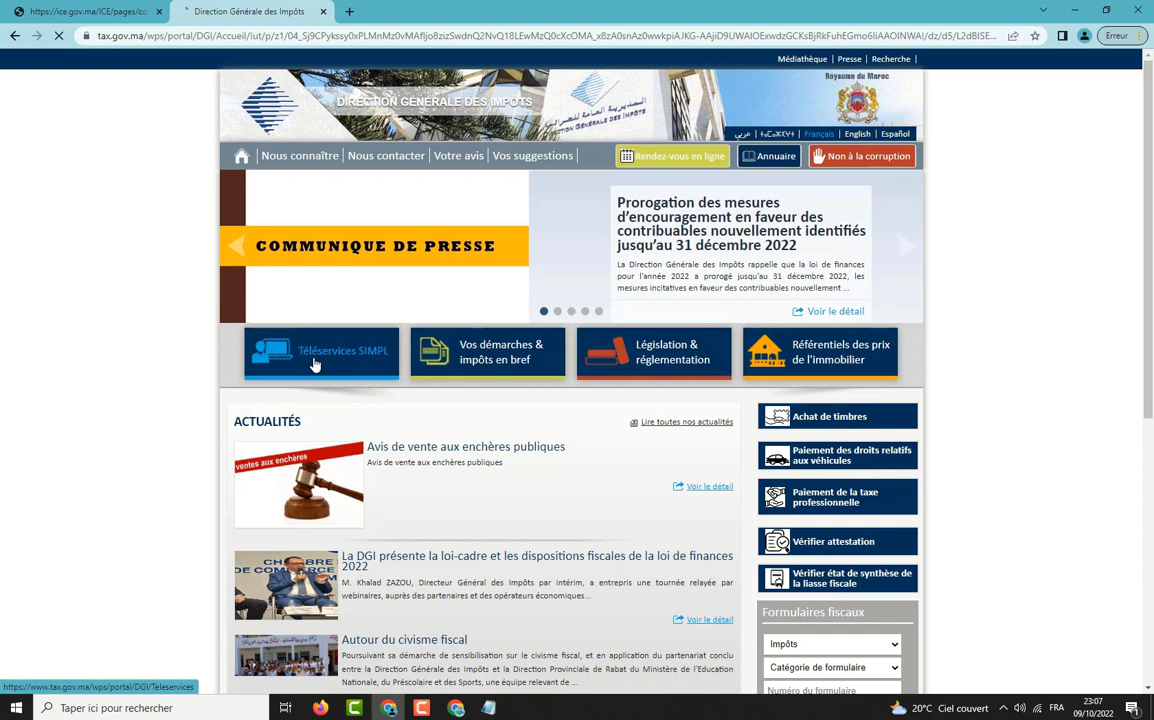 https://ice.gov.ma/ICE/pages/co
Direction Générale des Impôts
tax.gov.ma/wps/portal/DGI/Accueil/
Erreur
Médiathèque | Presse | Recherche |
Royaume du Maroc
DIRECTION GÉNÉRALE DES IMPÔTS
المديرية العامة للضرائب
DIRECTION GENERALE DES IMPÔTS
عربي | ⵜⴰⵎⴰⵣⵉⵖⵜ | Français | English | Español
Nous connaître | Nous contacter | Votre avis | Vos suggestions |
Rendez-vous en ligne
Annuaire
Non à la corruption
COMMUNIQUE DE PRESSE
Prorogation des mesures
d'encouragement en faveur des
contribuables nouvellement identifiés
jusqu'au 31 décembre 2022
La Direction Générale des Impôts rappelle que la loi de finances
pour l'année 2022 a prorogé jusqu'au 31 décembre 2022, les
mesures incitatives en faveur des contribuables nouvellement ...
Voir le détail
Téléservices SIMPL
Vos démarches &
impôts en bref
Législation &
réglementation
Référentiels des prix
de l'immobilier
ACTUALITÉS
Lire toutes nos actualités
ventes aux enchères
Avis de vente aux enchères publiques
Avis de vente aux enchères publiques
Voir le détail
La DGI présente la loi-cadre et les dispositions fiscales de la loi de finances
2022
M. Khalad ZAZOU, Directeur Général des Impôts par intérim, a entrepris une tournée relayée par
webinaires, auprès des partenaires et des opérateurs économiques...
Voir le détail
Autour du civisme fiscal
Poursuivant sa démarche de sensibilisation sur le civisme fiscal, et en application du partenariat conclu
entre la Direction Générale des Impôts et la Direction Provinciale de Rabat du Ministère de l'Education
Nationale, du Préscolaire et des Sports, une équipe relevant de ...
Achat de timbres
Paiement des droits relatifs
aux véhicules
Paiement de la taxe
professionnelle
Vérifier attestation
Vérifier état de synthèse de
la liasse fiscale
Formulaires fiscaux
Impôts
Catégorie de formulaire
Numéro du formulaire
https://www.tax.gov.ma/wps/portal/DGI/Teleservices
Taper ici pour rechercher
20°C Ciel couvert
FRA
23:07
09/10/2022
1